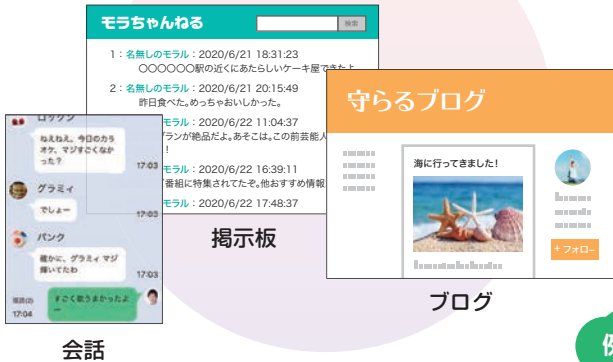 モラちゃんねる
検索
1：名無しのモラル：2020/6/21 18:31:23
〇〇〇〇〇〇駅の近くにあたらしいケーキ屋できたよ
2：名無しのモラル：2020/6/21 20:15:49
昨日食べた。めっちゃおいしかった。
モラル：2020/6/22 11:04:37
ランが絶品だよ。あそこは。この前芸能人
！
モラル：2020/6/22 16:39:11
番組に特集されてたぞ。他おすすめ情報
モラル：2020/6/22 17:48:37
掲示板
ロックン
ねえねえ、今日のカラ
オケ、マジすごくなか
った？
17:03
グラミィ
でしょー
17:03
パンク
確かに、グラミィ マジ
輝いてたわ
17:03
既読(2)
17:04
すごく歌うまかったよ
ー
会話
守らるブログ
海に行ってきました！
+フォロー
ブログ